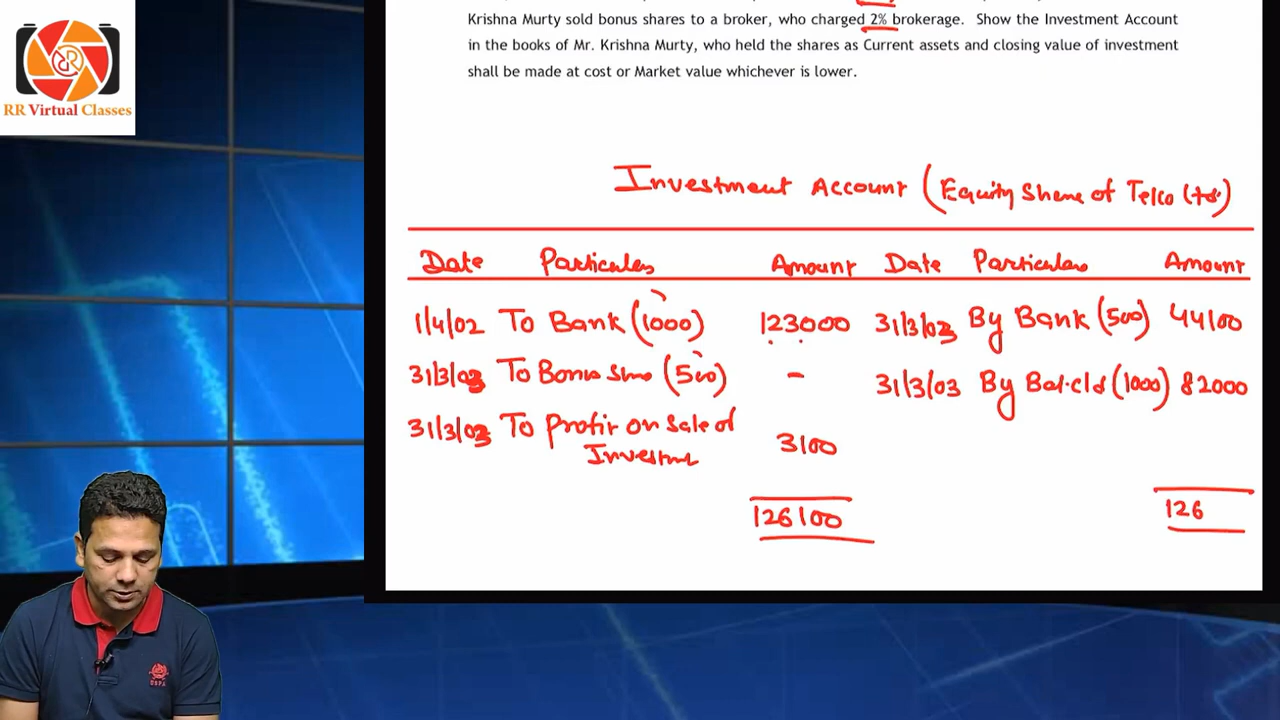 RR Virtual Classes
Krishna Murty sold bonus shares to a broker, who charged 2% brokerage. Show the Investment Account
in the books of Mr. Krishna Murty, who held the shares as Current assets and closing value of investment
shall be made at cost or Market value whichever is lower.
Investment Account (Equity Share of Telco Ltd.)
Date Particulars Amount Date Particulars Amount
1/4/02 To Bank (1000) 123000 31/3/03 By Bank (500) 44100
31/3/03 To Bonus Share (500) - 31/3/03 By Bal. c/d (1000) 82000
31/3/03 To Profit on Sale of
Investment 3100
126100 126